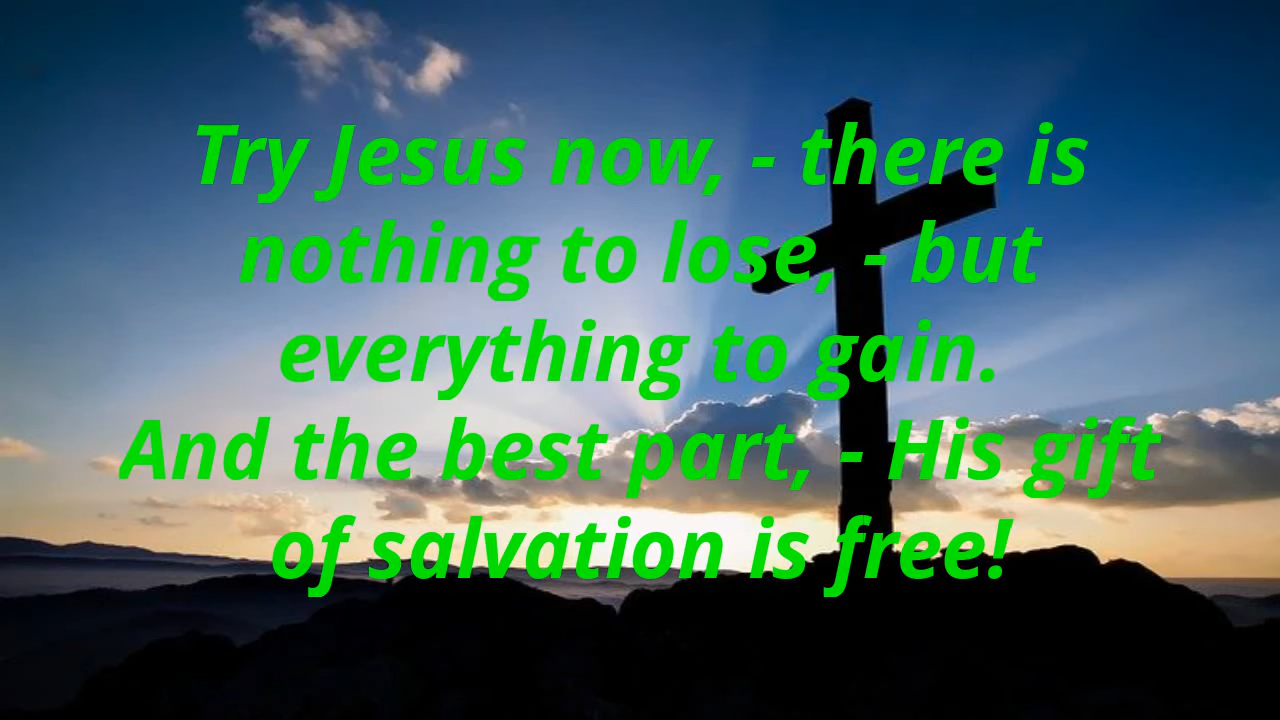 Try Jesus now, - there is
nothing to lose, - but
everything to gain.
And the best part, - His gift
of salvation is free!